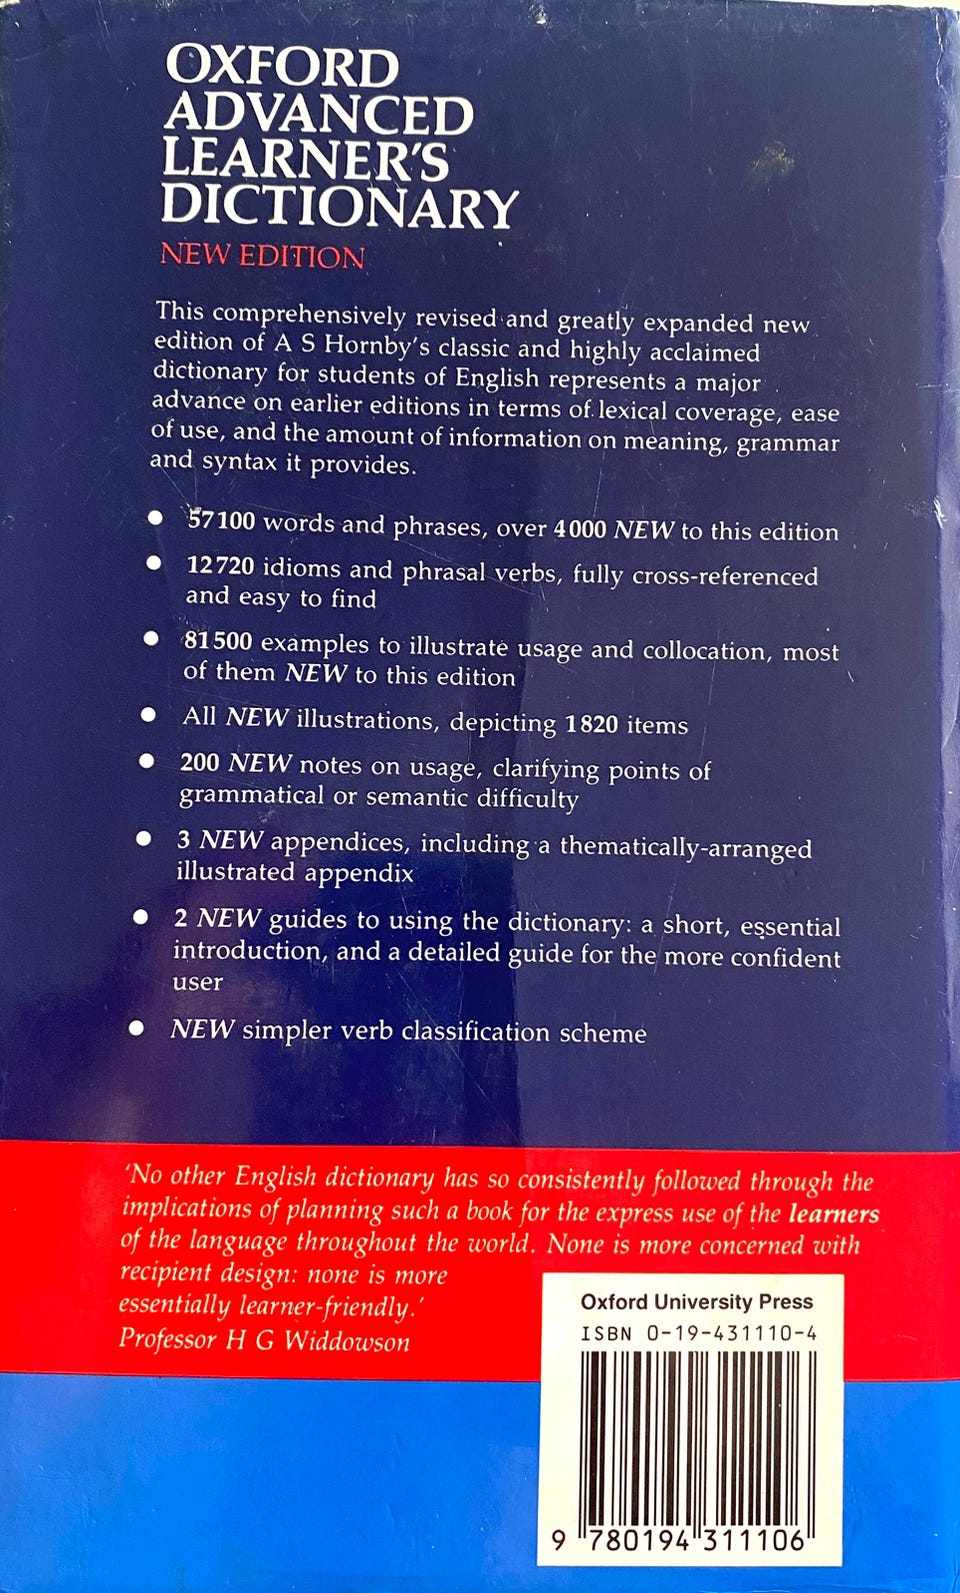 OXFORD
ADVANCED
LEARNER'S
DICTIONARY
NEW EDITION
This comprehensively revised and greatly expanded new
edition of A S Hornby's classic and highly acclaimed
dictionary for students of English represents a major
advance on earlier editions in terms of lexical coverage, ease
of use, and the amount of information on meaning, grammar
and syntax it provides.
● 57100 words and phrases, over 4000 NEW to this edition
● 12720 idioms and phrasal verbs, fully cross-referenced
and easy to find
● 81500 examples to illustrate usage and collocation, most
of them NEW to this edition
● All NEW illustrations, depicting 1820 items
● 200 NEW notes on usage, clarifying points of
grammatical or semantic difficulty
● 3 NEW appendices, including a thematically-arranged
illustrated appendix
● 2 NEW guides to using the dictionary: a short, essential
introduction, and a detailed guide for the more confident
user
● NEW simpler verb classification scheme
'No other English dictionary has so consistently followed through the
implications of planning such a book for the express use of the learners
of the language throughout the world. None is more concerned with
recipient design: none is more
essentially learner-friendly.'
Professor H G Widdowson
Oxford University Press
ISBN 0-19-431110-4
9 780194 311106